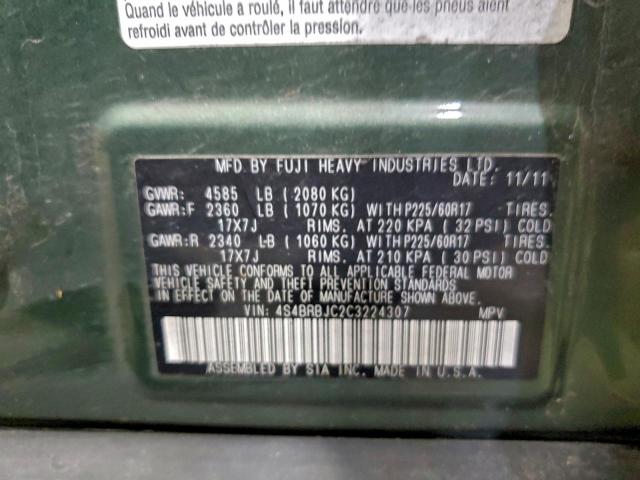 Quand le véhicule a roulé, il faut attendre que les pneus aient
refroidi avant de contrôler la pression.
MFD. BY FUJI HEAVY INDUSTRIES LTD.
DATE: 11/11
GVWR: 4585 LB ( 2080 KG)
GAWR:F 2360 LB ( 1070 KG) WITH P225/60R17 TIRES.
17X7J RIMS. AT 220 KPA ( 32 PSI) COLD
GAWR:R 2340 LB ( 1060 KG) WITH P225/60R17 TIRES.
17X7J RIMS. AT 210 KPA ( 30 PSI) COLD
THIS VEHICLE CONFORMS TO ALL APPLICABLE FEDERAL MOTOR
VEHICLE SAFETY AND THEFT PREVENTION STANDARDS
IN EFFECT ON THE DATE OF MANUFACTURE SHOWN ABOVE.
VIN: 4S4BRBJC2C3224307 MPV
ASSEMBLED BY SIA INC. MADE IN U.S.A.